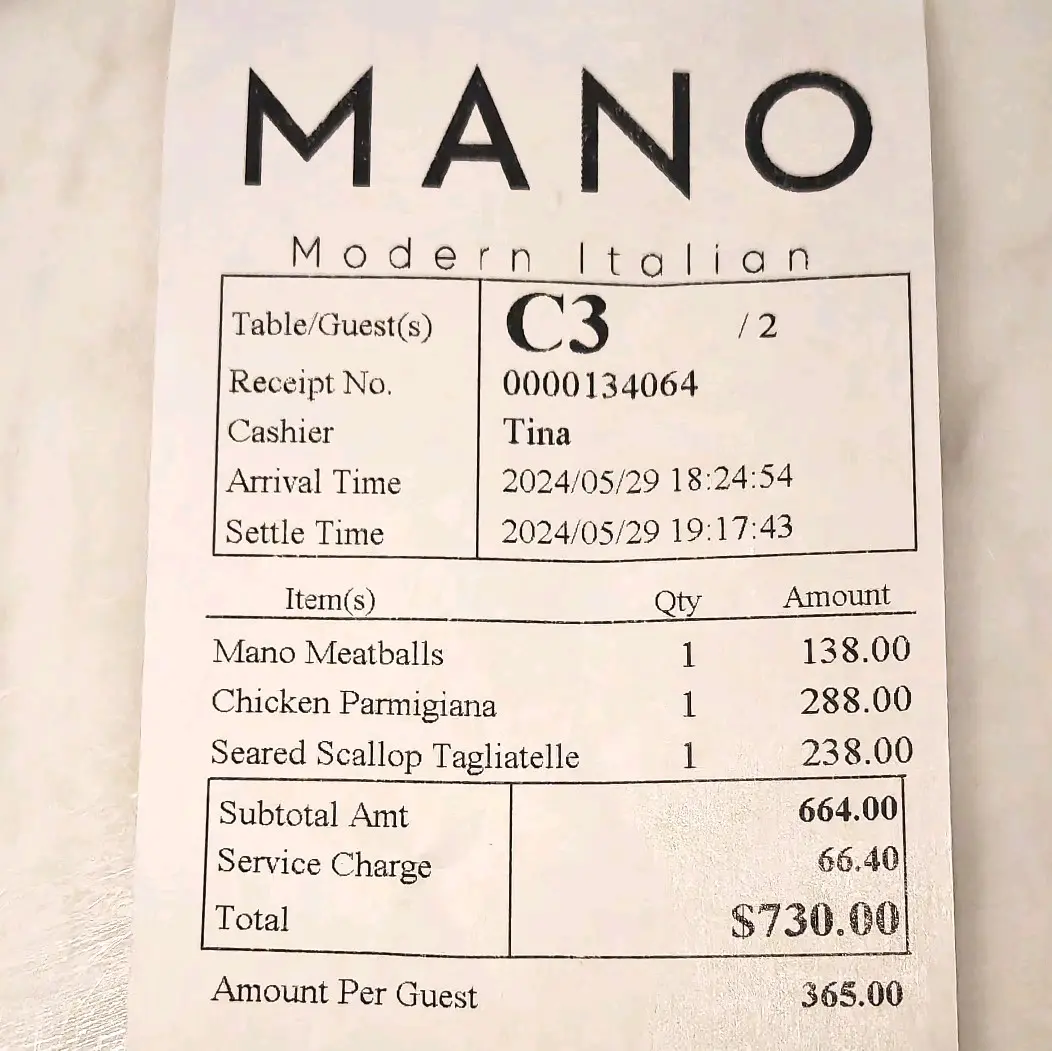 MANO
Modern Italian
Table/Guest(s) C3 / 2
Receipt No. 0000134064
Cashier Tina
Arrival Time 2024/05/29 18:24:54
Settle Time 2024/05/29 19:17:43
Item(s) Qty Amount
Mano Meatballs 1 138.00
Chicken Parmigiana 1 288.00
Seared Scallop Tagliatelle 1 238.00
Subtotal Amt 664.00
Service Charge 66.40
Total $730.00
Amount Per Guest 365.00